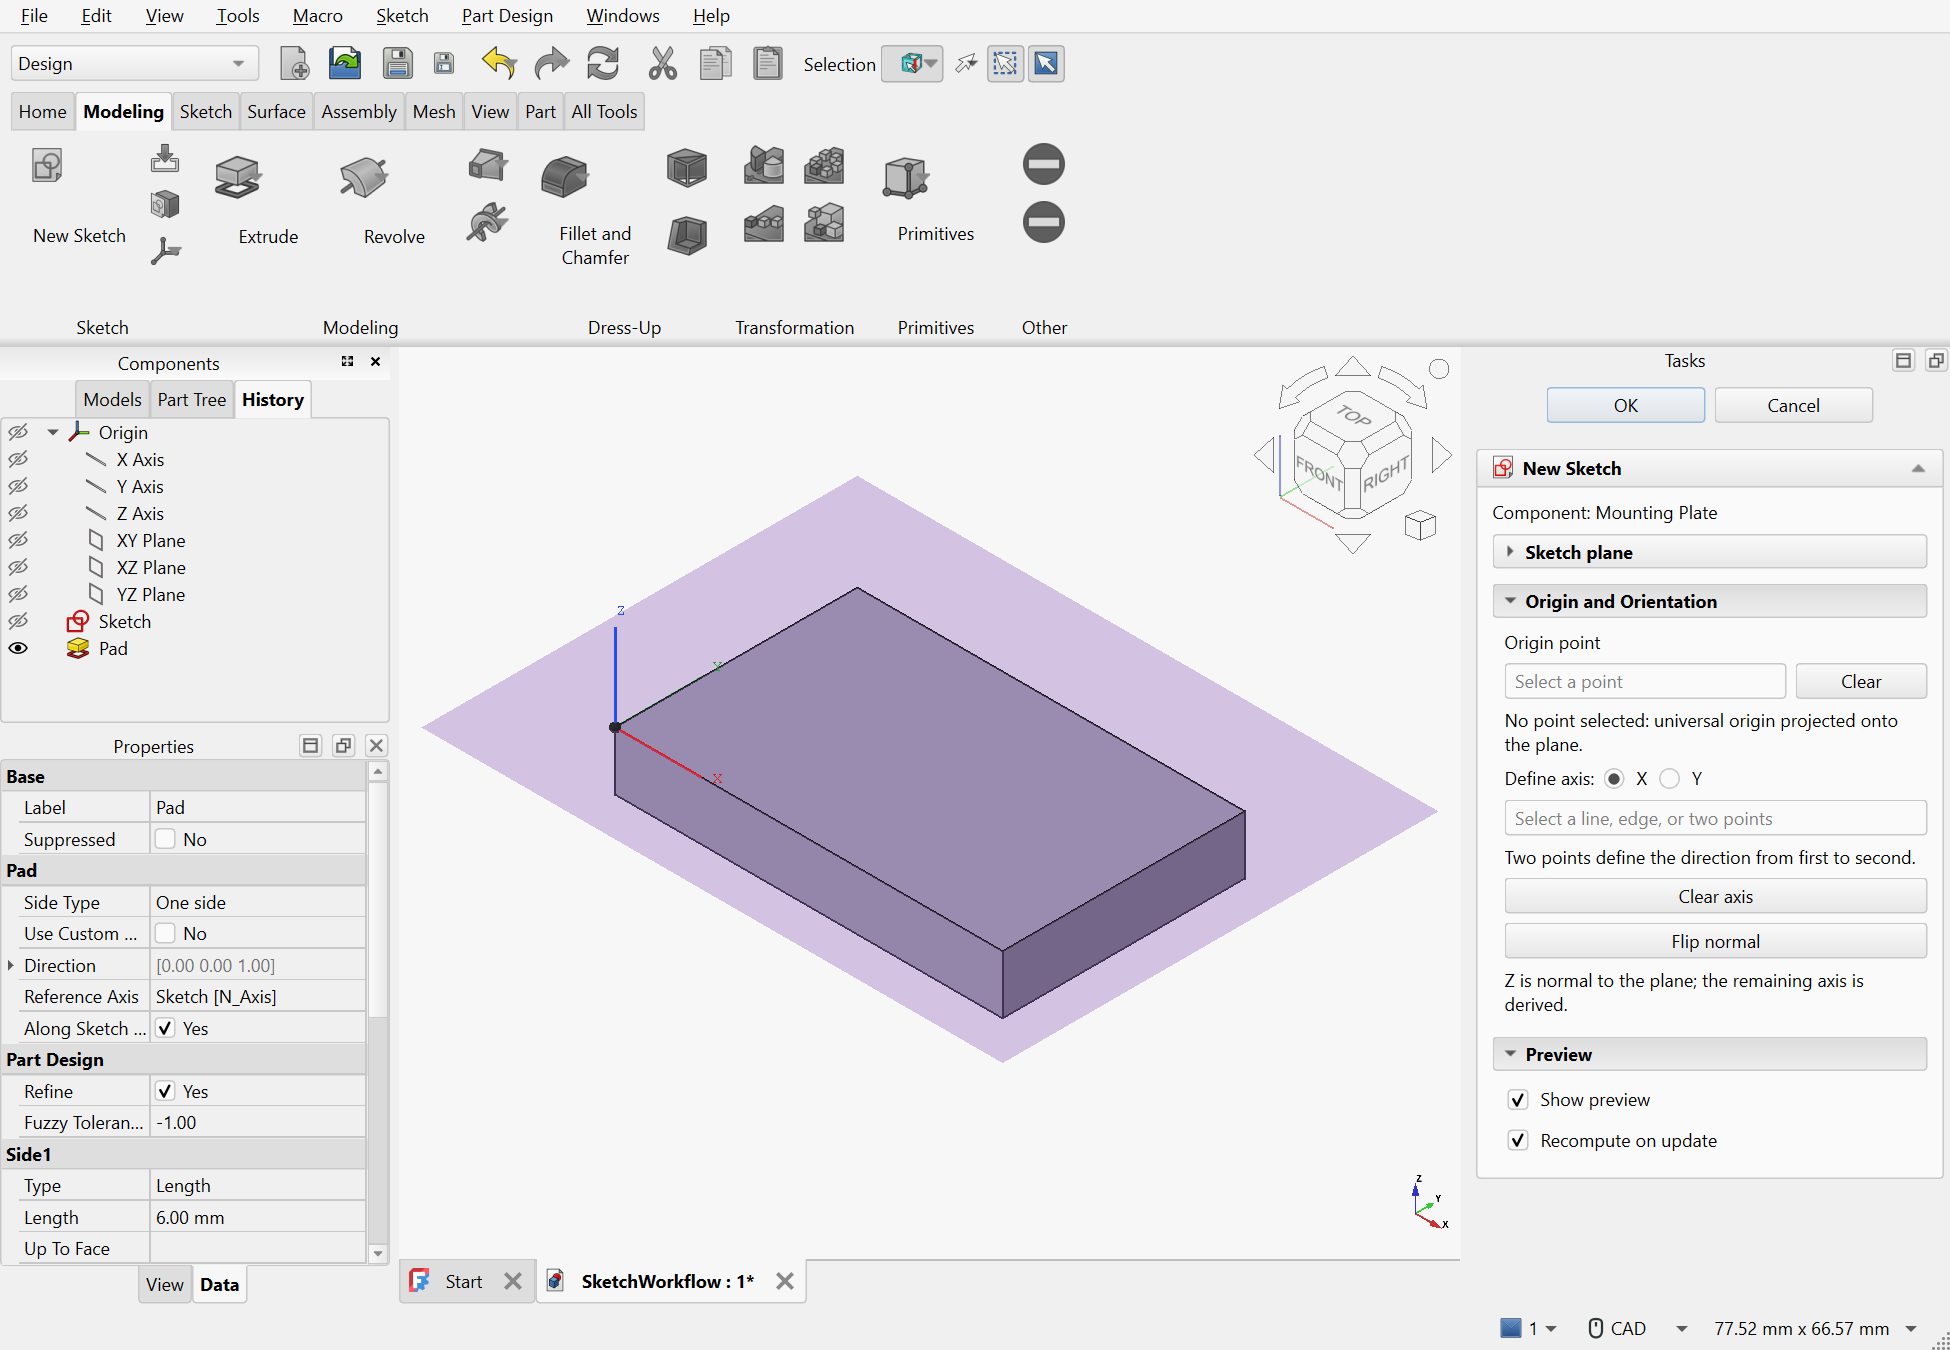 File Edit View Tools Macro Sketch Part Design Windows Help
Design
Selection
Home Modeling Sketch Surface Assembly Mesh View Part All Tools
New Sketch
Extrude
Revolve
Fillet and
Chamfer
Primitives
Sketch Modeling Dress-Up Transformation Primitives Other
Components
Models Part Tree History
Origin
X Axis
Y Axis
Z Axis
XY Plane
XZ Plane
YZ Plane
Sketch
Pad
Properties
Base
Label Pad
Suppressed No
Pad
Side Type One side
Use Custom ... No
Direction [0.00 0.00 1.00]
Reference Axis Sketch [N_Axis]
Along Sketch ... Yes
Part Design
Refine Yes
Fuzzy Toleran... -1.00
Side1
Type Length
Length 6.00 mm
Up To Face
View Data
Z
Y
X
TOP
FRONT
RIGHT
Z
Y
X
Start
SketchWorkflow : 1*
Tasks
OK Cancel
New Sketch
Component: Mounting Plate
Sketch plane
Origin and Orientation
Origin point
Select a point Clear
No point selected: universal origin projected onto
the plane.
Define axis: X Y
Select a line, edge, or two points
Two points define the direction from first to second.
Clear axis
Flip normal
Z is normal to the plane; the remaining axis is
derived.
Preview
Show preview
Recompute on update
1 CAD 77.52 mm x 66.57 mm